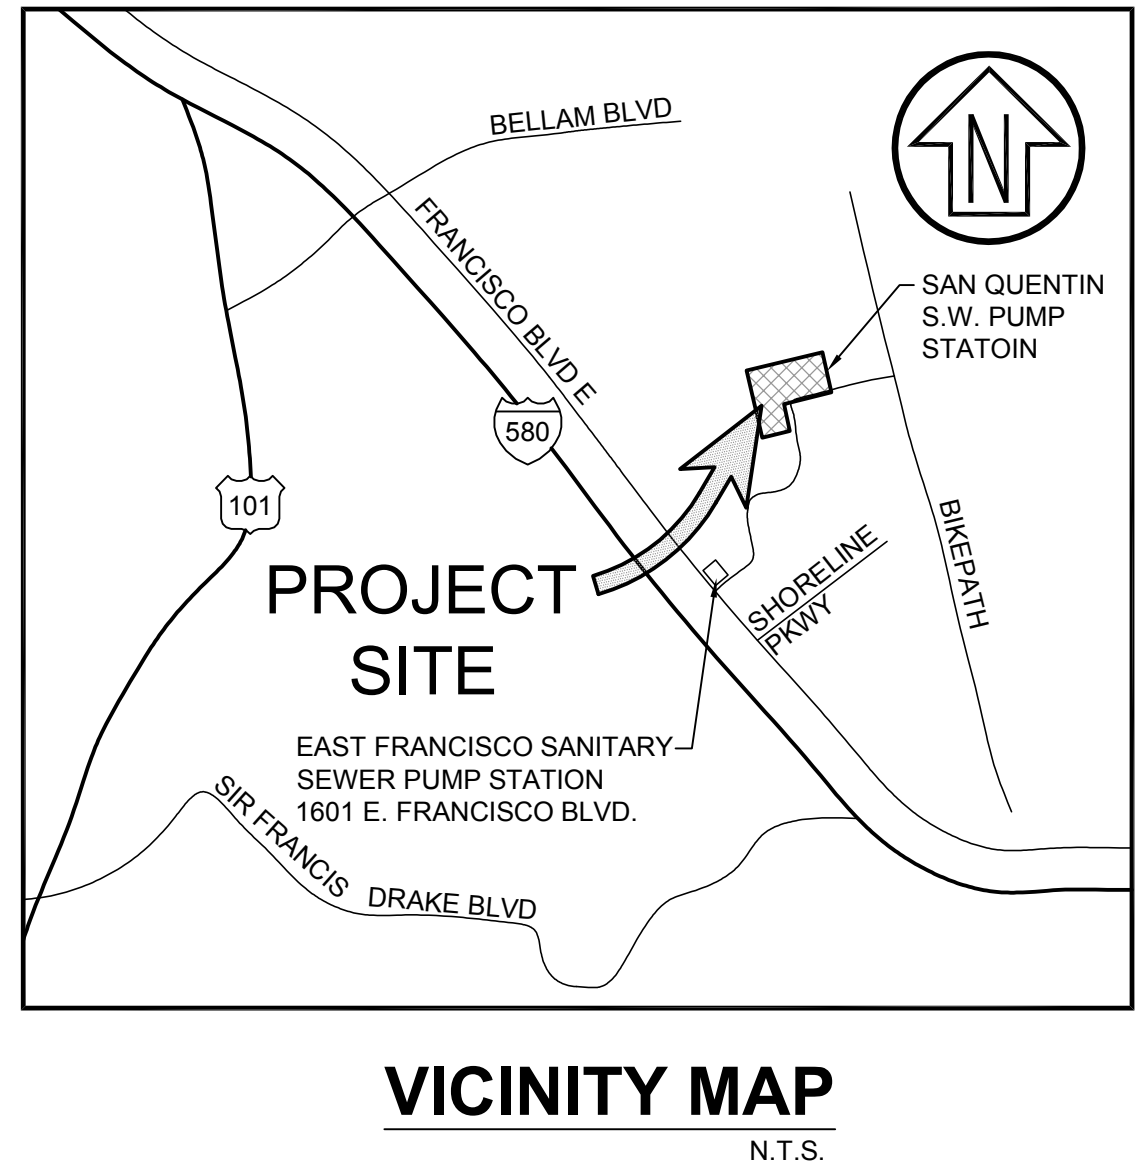 BELLAM BLVD
N
FRANCISCO BLVD E
SAN QUENTIN
S.W. PUMP
STATOIN
580
101
BIKEPATH
SHORELINE
PKWY
PROJECT
SITE
EAST FRANCISCO SANITARY
SEWER PUMP STATION
1601 E. FRANCISCO BLVD.
SIR FRANCIS
DRAKE BLVD
VICINITY MAP
N.T.S.